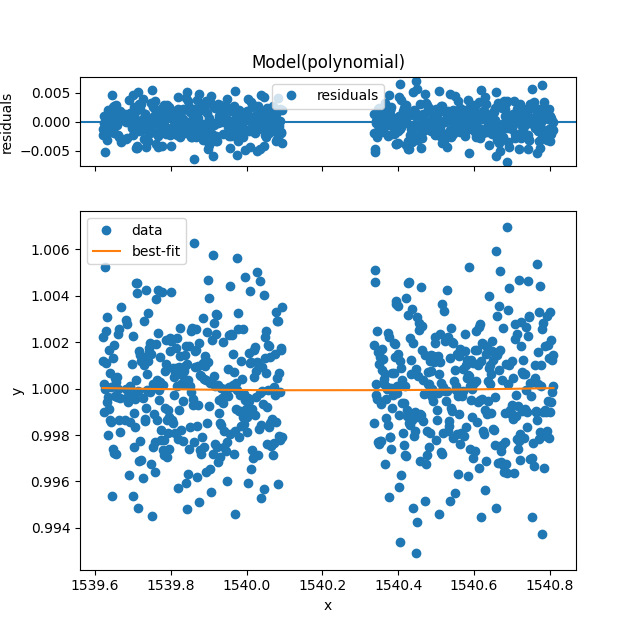 Model(polynomial)
residuals
0.005
0.000
−0.005
residuals
data
best-fit
y
1.006
1.004
1.002
1.000
0.998
0.996
0.994
1539.6 1539.8 1540.0 1540.2 1540.4 1540.6 1540.8
x